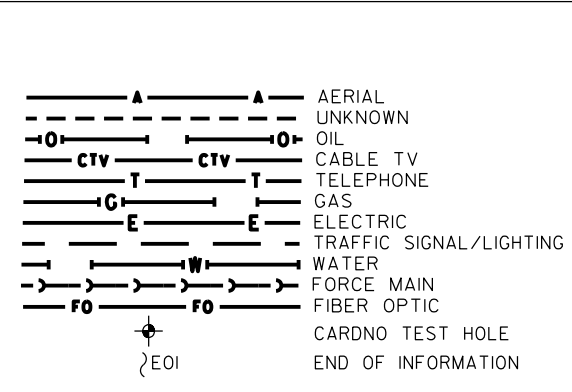 A A AERIAL
UNKNOWN
O O OIL
CTV CTV CABLE TV
T T TELEPHONE
G GAS
E E ELECTRIC
TRAFFIC SIGNAL/LIGHTING
W WATER
FORCE MAIN
FO FO FIBER OPTIC
CARDNO TEST HOLE
EOI END OF INFORMATION